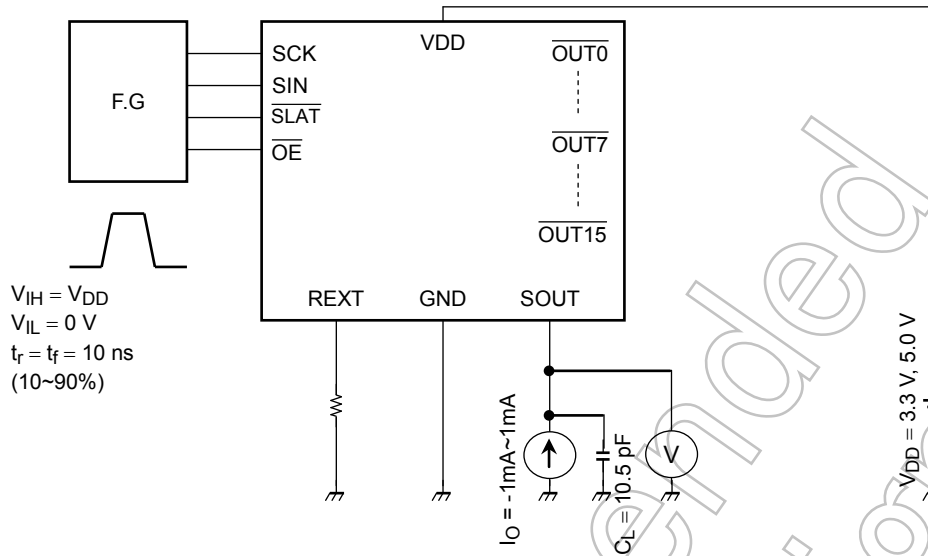 VDD
F.G
SCK
SIN
SLAT
OE
OUT0
OUT7
OUT15
REXT
GND
SOUT
VIH = VDD
VIL = 0 V
tr = tf = 10 ns
(10~90%)
IO = -1mA~1mA
CL = 10.5 pF
V
VDD = 3.3 V, 5.0 V